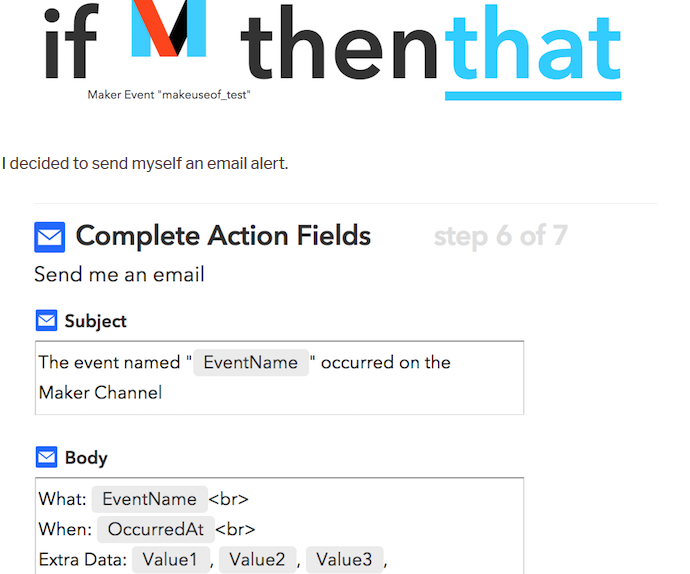 if M thenthat
Maker Event "makeuseof_test"
I decided to send myself an email alert.
Complete Action Fields step 6 of 7
Send me an email
Subject
The event named " EventName " occurred on the
Maker Channel
Body
What: EventName <br>
When: OccurredAt <br>
Extra Data: Value1 , Value2 , Value3 ,